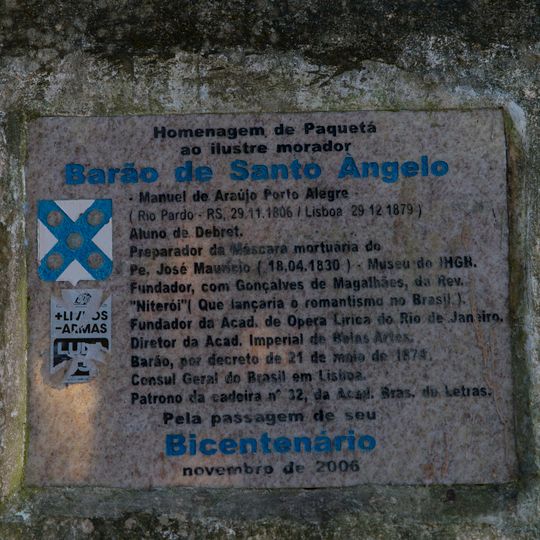 Homenagem de Paquetá
ao ilustre morador
Barão de Santo Ângelo
- Manuel de Araújo Porto Alegre -
( Rio Pardo - RS, 29.11.1806 / Lisboa 29 12 1879 )
Aluno de Debret.
Preparador da Máscara mortuária do
Pe. José Maurício ( 18.04.1830 ) - Museu do IHGB.
Fundador, com Gonçalves de Magalhães, da Rev.
"Niterói"( Que lançaria o romantismo no Brasil ).
Fundador da Acad. de Opera Lírica do Rio de Janeiro.
Diretor da Acad. Imperial de Belas Artes.
Barão, por decreto de 21 de maio de 1874.
Consul Geral do Brasil em Lisboa.
Patrono da cadeira n° 32, da Acad. Bras. de Letras.
Pela passagem de seu
Bicentenário
novembro de 2006
+LIVROS
-ARMAS